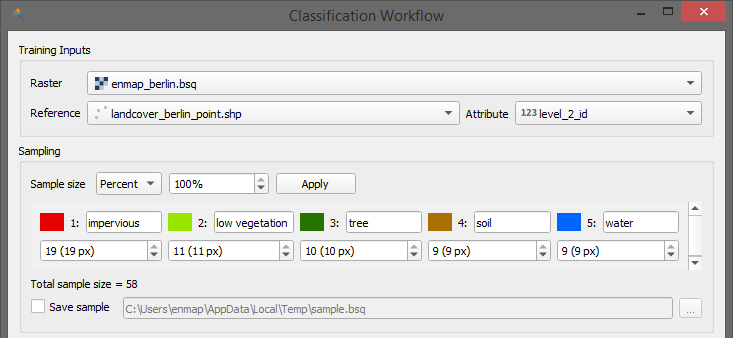 Classification Workflow
Training Inputs
Raster enmap_berlin.bsq
Reference landcover_berlin_point.shp Attribute 123 level_2_id
Sampling
Sample size Percent 100% Apply
1: impervious 2: low vegetation 3: tree 4: soil 5: water
19 (19 px) 11 (11 px) 10 (10 px) 9 (9 px) 9 (9 px)
Total sample size = 58
Save sample C:\Users\enmap\AppData\Local\Temp\sample.bsq ...